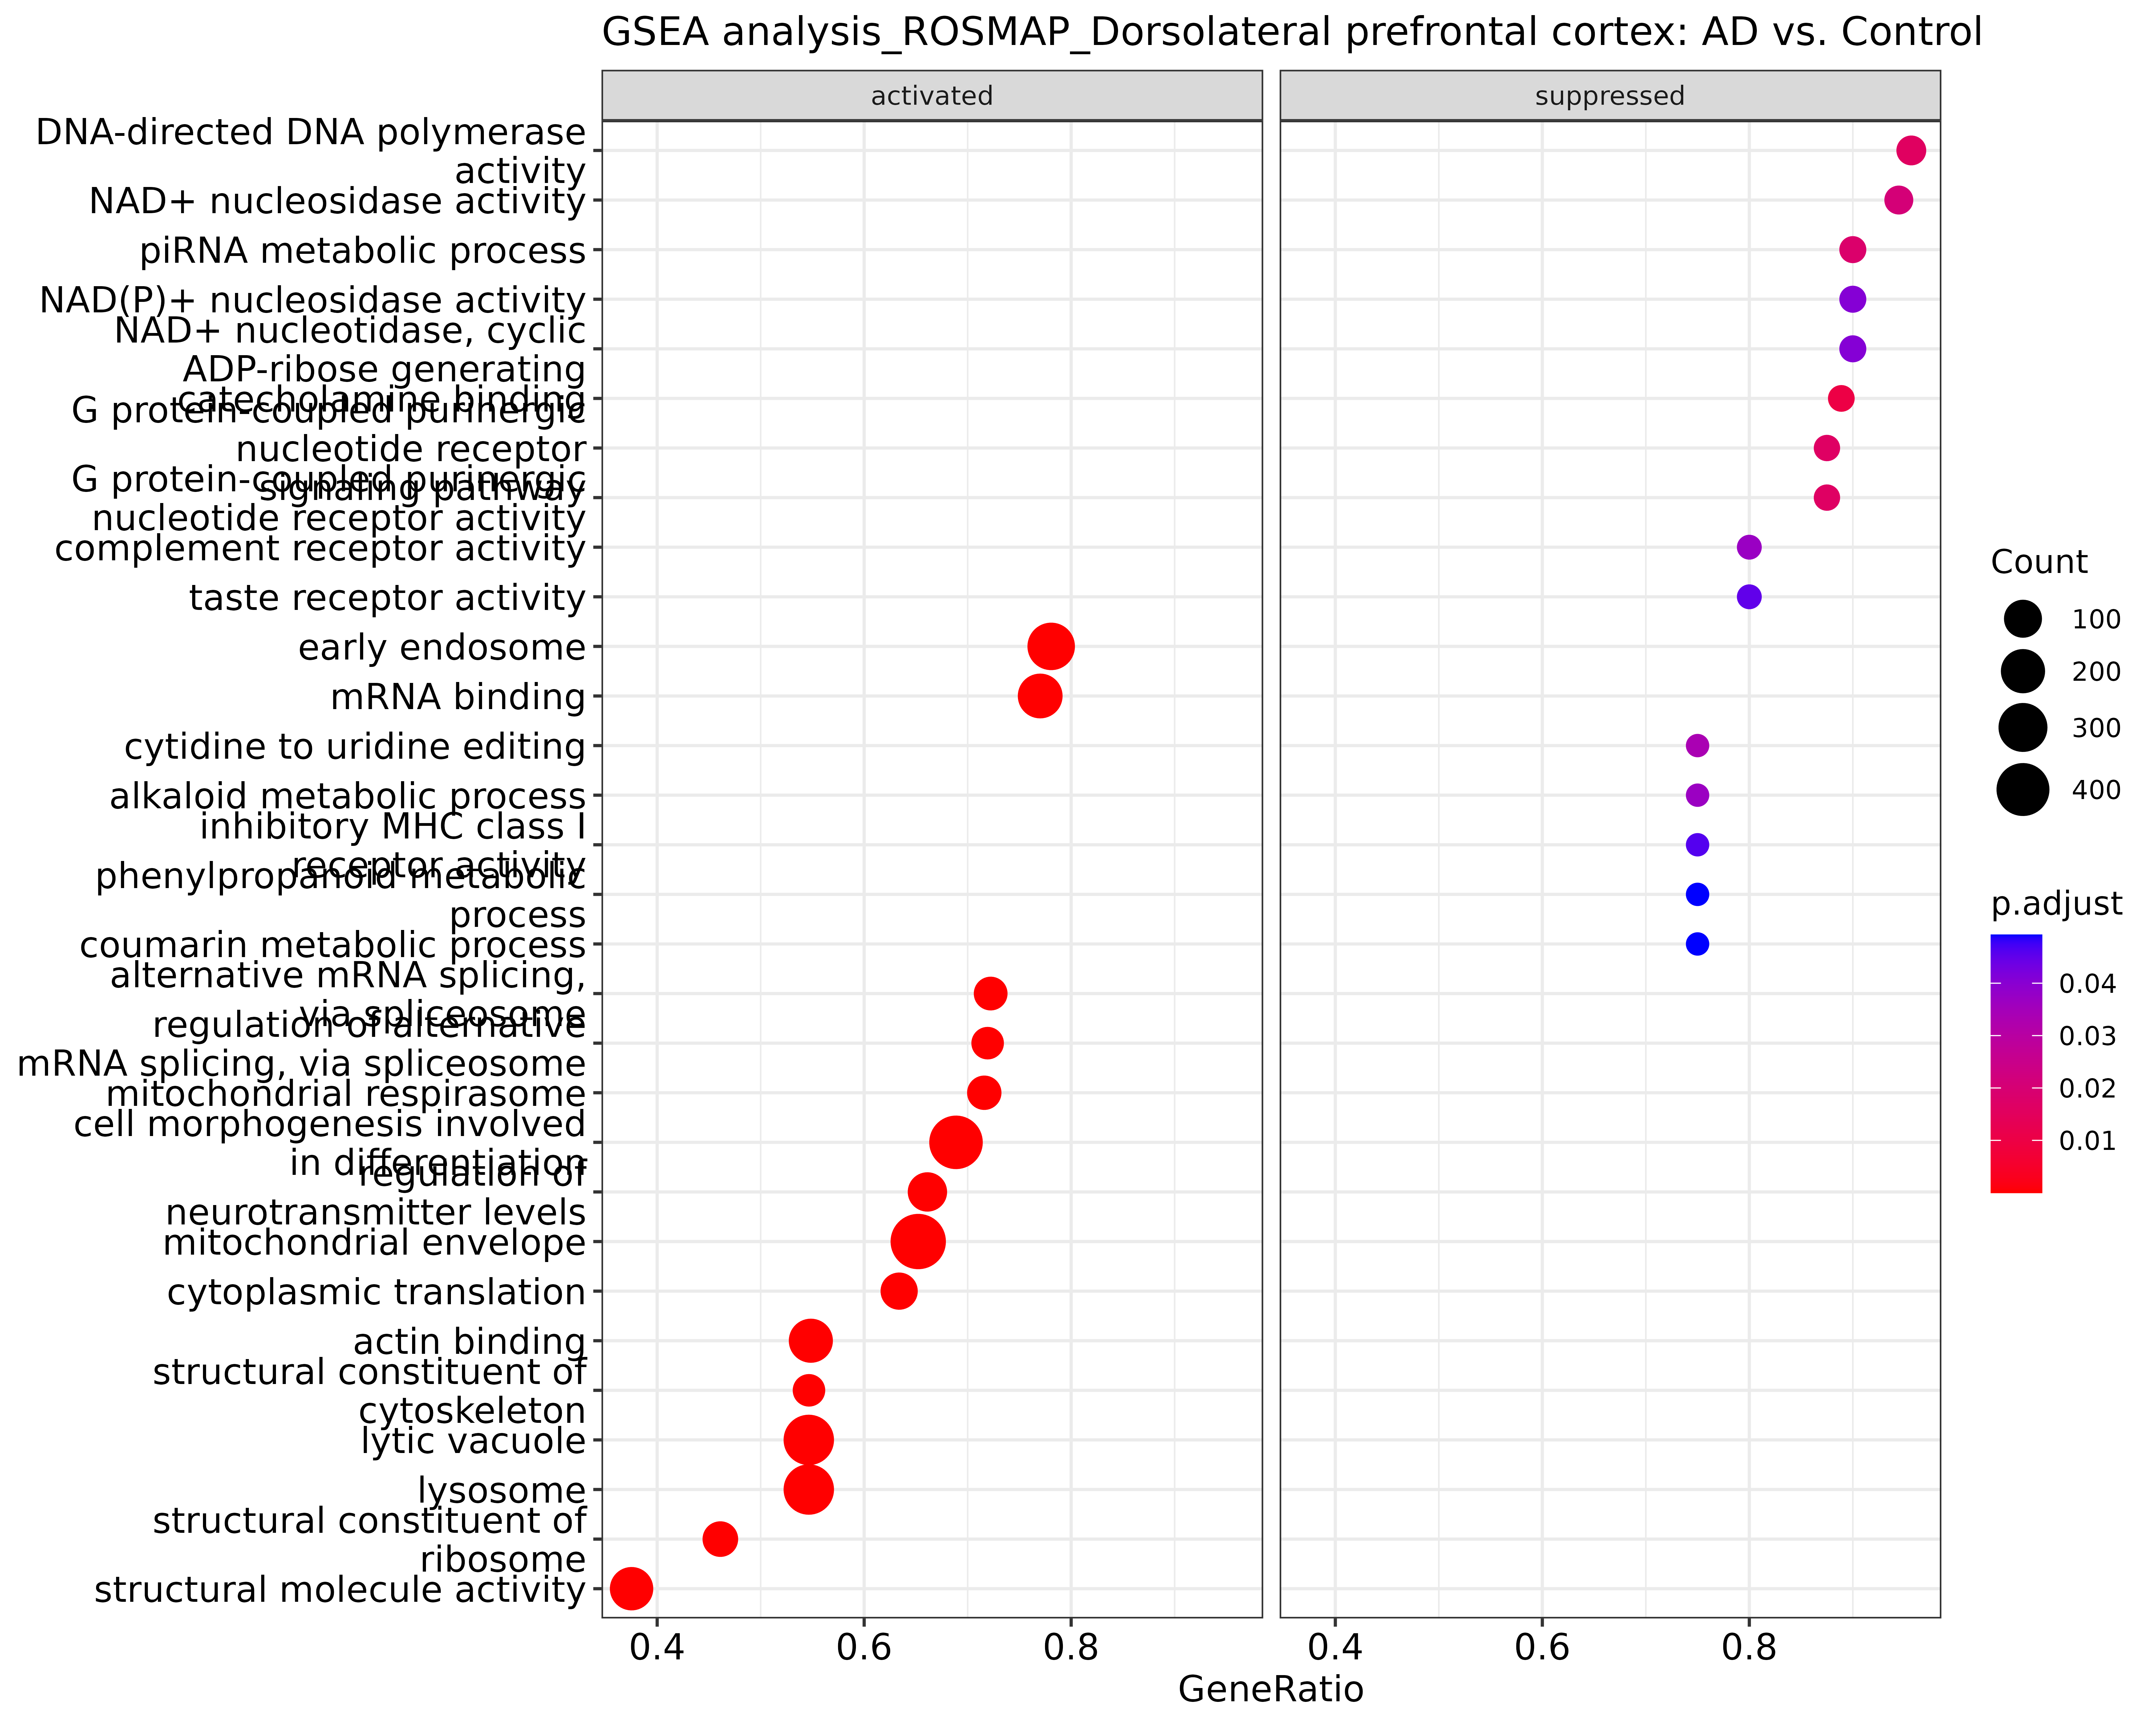 GSEA analysis_ROSMAP_Dorsolateral prefrontal cortex: AD vs. Control
activated
suppressed
DNA-directed DNA polymerase
activity
NAD+ nucleosidase activity
piRNA metabolic process
NAD(P)+ nucleosidase activity
NAD+ nucleotidase, cyclic
ADP-ribose generating
catecholamine binding
G protein-coupled purinergic
nucleotide receptor
signaling pathway
G protein-coupled purinergic
nucleotide receptor activity
complement receptor activity
taste receptor activity
early endosome
mRNA binding
cytidine to uridine editing
alkaloid metabolic process
inhibitory MHC class I
receptor activity
phenylpropanoid metabolic
process
coumarin metabolic process
alternative mRNA splicing,
via spliceosome
regulation of alternative
mRNA splicing, via spliceosome
mitochondrial respirasome
cell morphogenesis involved
in differentiation
regulation of
neurotransmitter levels
mitochondrial envelope
cytoplasmic translation
actin binding
structural constituent of
cytoskeleton
lytic vacuole
lysosome
structural constituent of
ribosome
structural molecule activity
0.4 0.6 0.8
0.4 0.6 0.8
GeneRatio
Count
100
200
300
400
p.adjust
0.04
0.03
0.02
0.01